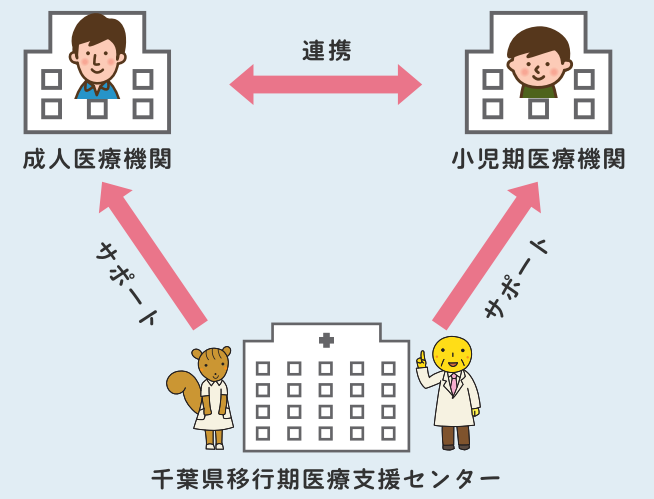 連携
成人医療機関
小児期医療機関
サポート
サポート
千葉県移行期医療支援センター